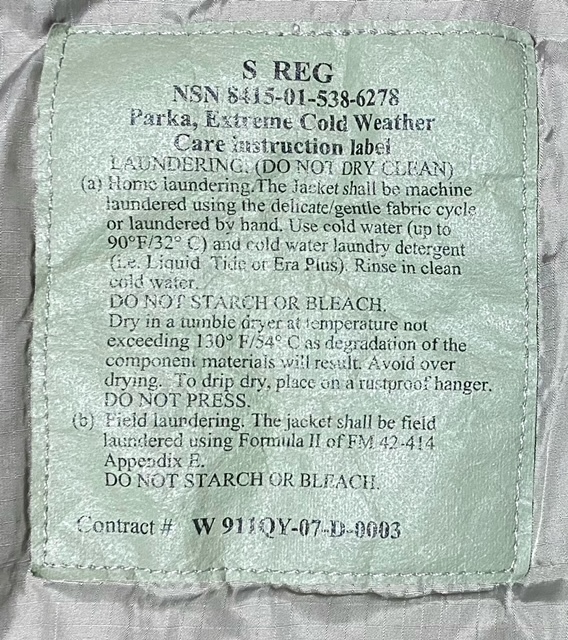 S REG
NSN 8415-01-538-6278
Parka, Extreme Cold Weather
Care instruction label
LAUNDERING. (DO NOT DRY CLEAN)
(a) Home laundering. The Jacket shall be machine
laundered using the delicate/gentle fabric cycle
or laundered by hand. Use cold water (up to
90°F/32° C) and cold water laundry detergent
(i.e. Liquid Tide or Era Plus). Rinse in clean
cold water.
DO NOT STARCH OR BLEACH.
Dry in a tumble dryer at temperature not
exceeding 130° F/54° C as degradation of the
component materials will result. Avoid over
drying. To drip dry, place on a rustproof hanger.
DO NOT PRESS.
(b) Field laundering. The jacket shall be field
laundered using Formula II of FM 42-414
Appendix E.
DO NOT STARCH OR BLEACH.
Contract # W 911QY-07-D-0003